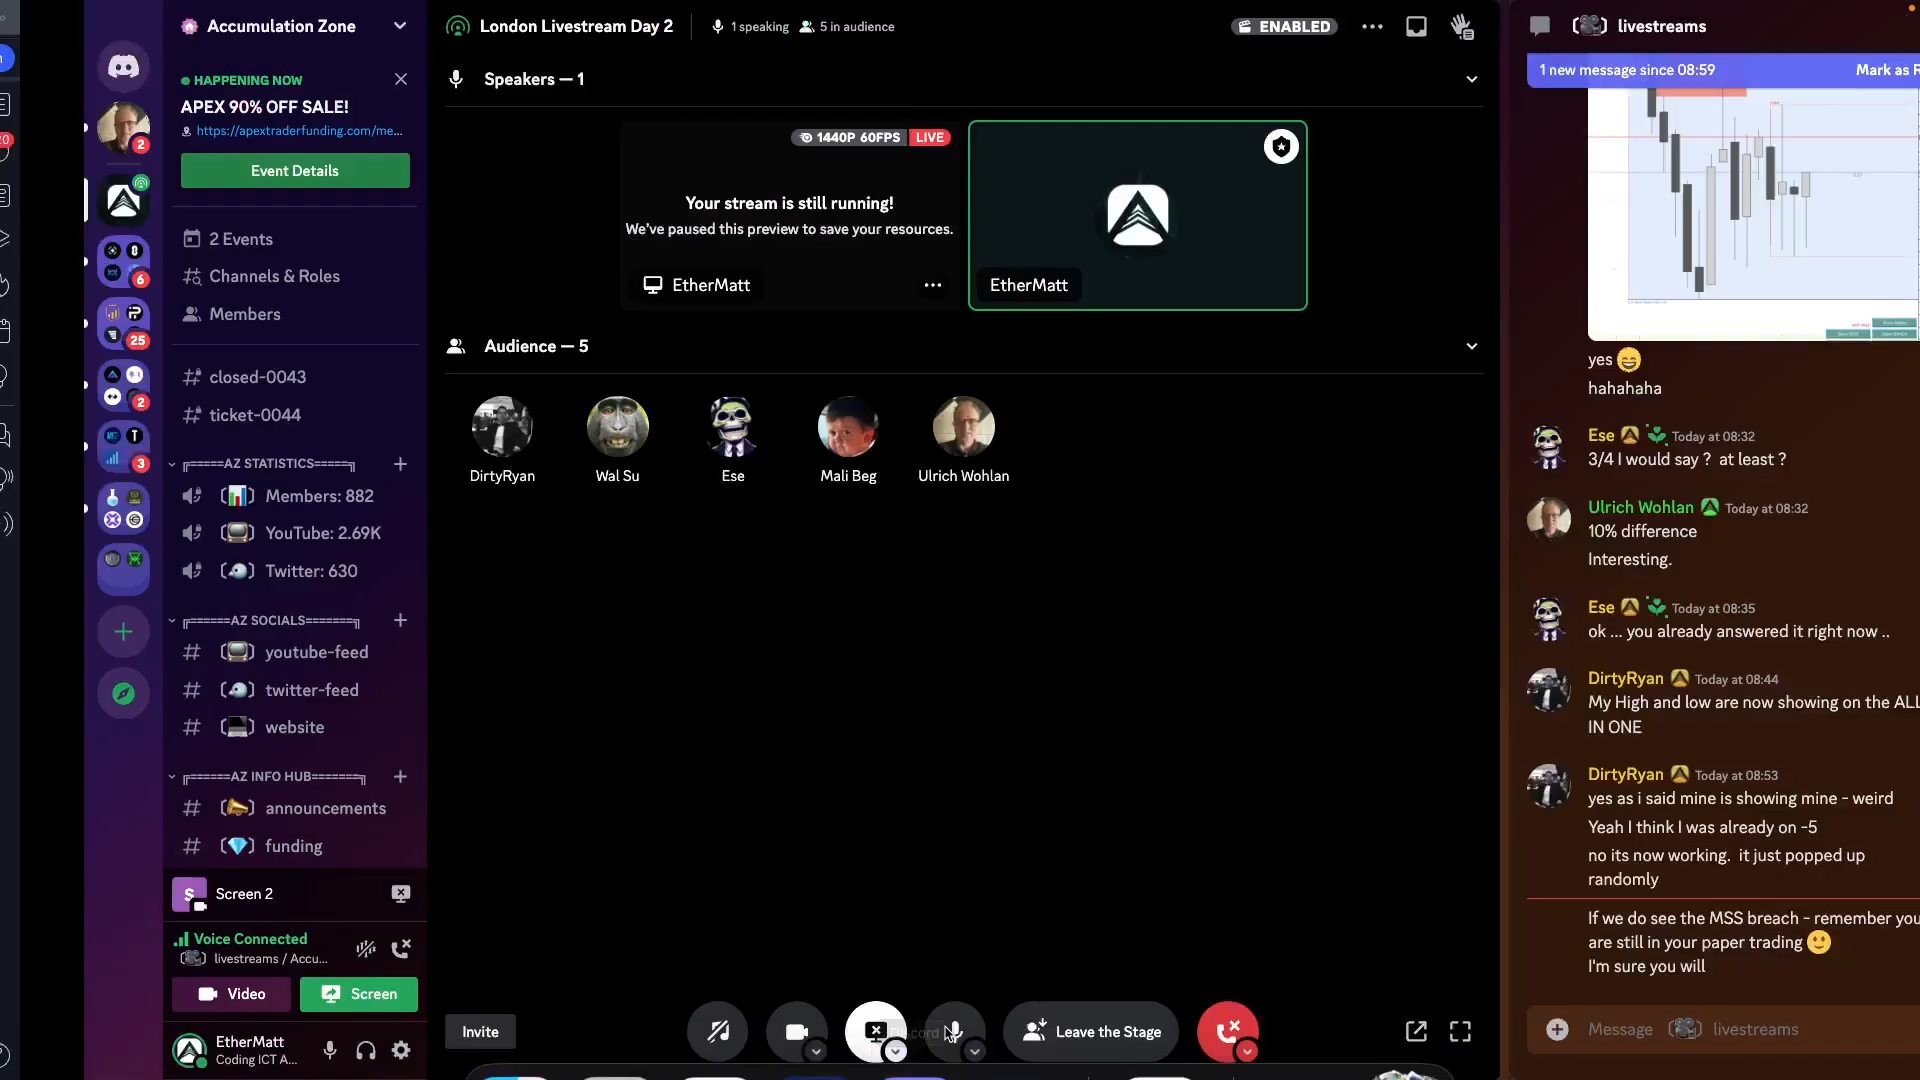 Accumulation Zone
HAPPENING NOW
APEX 90% OFF SALE!
https://apextraderfunding.com/me...
Event Details
2 Events
Channels & Roles
Members
closed-0043
ticket-0044
╔=====AZ STATISTICS=====╗
Members: 882
YouTube: 2.69K
Twitter: 630
╔======AZ SOCIALS=======╗
youtube-feed
twitter-feed
website
╔======AZ INFO HUB=======╗
announcements
funding
S
Screen 2
Voice Connected
livestreams / Accu...
Video
Screen
EtherMatt
Coding ICT A...
20
2
6
25
2
3
London Livestream Day 2
1 speaking
5 in audience
ENABLED
Speakers — 1
1440P 60FPS
LIVE
Your stream is still running!
We've paused this preview to save your resources.
EtherMatt
EtherMatt
Audience — 5
DirtyRyan
Wal Su
Ese
Mali Beg
Ulrich Wohlan
Invite
Leave the Stage
livestreams
1 new message since 08:59
Mark as R
yes 😄
hahahaha
Ese Today at 08:32
3/4 I would say ? at least ?
Ulrich Wohlan Today at 08:32
10% difference
Interesting.
Ese Today at 08:35
ok ... you already answered it right now ..
DirtyRyan Today at 08:44
My High and low are now showing on the ALL
IN ONE
DirtyRyan Today at 08:53
yes as i said mine is showing mine - weird
Yeah I think I was already on -5
no its now working. it just popped up
randomly
If we do see the MSS breach - remember you
are still in your paper trading 🙂
I'm sure you will
Message livestreams